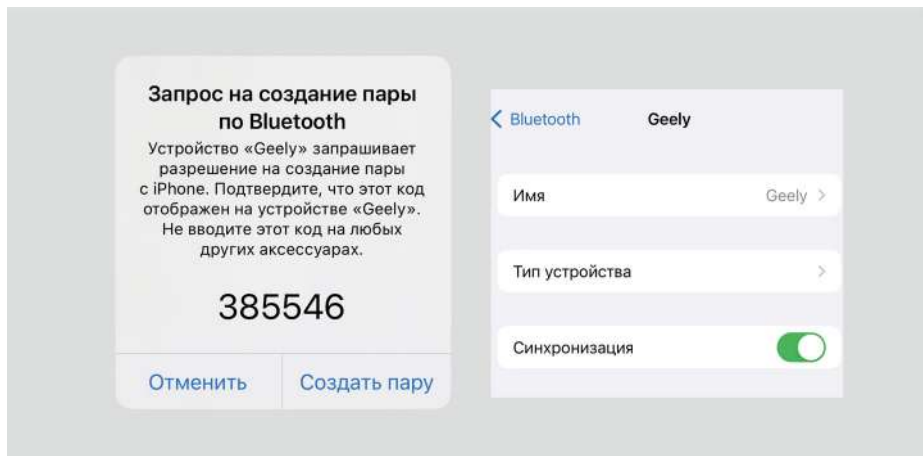 Запрос на создание пары
по Bluetooth
Устройство «Geely» запрашивает
разрешение на создание пары
с iPhone. Подтвердите, что этот код
отображен на устройстве «Geely».
Не вводите этот код на любых
других аксессуарах.
385546
Отменить Создать пару
Bluetooth Geely
Имя Geely
Тип устройства
Синхронизация